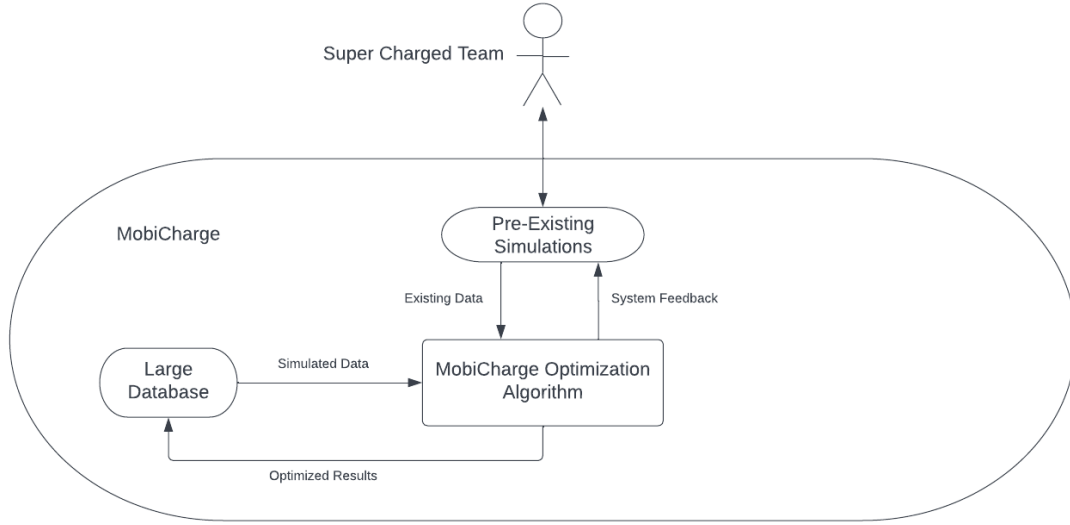 Super Charged Team
MobiCharge
Pre-Existing
Simulations
Existing Data
System Feedback
Large
Database
Simulated Data
MobiCharge Optimization
Algorithm
Optimized Results